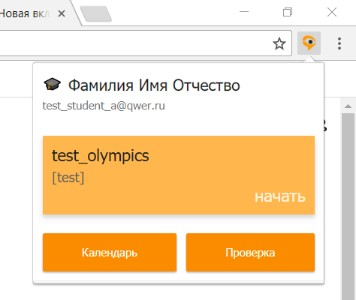 Новая вкл
Фамилия Имя Отчество
test_student_a@qwer.ru
test_olympics
[test]
начать
Календарь
Проверка